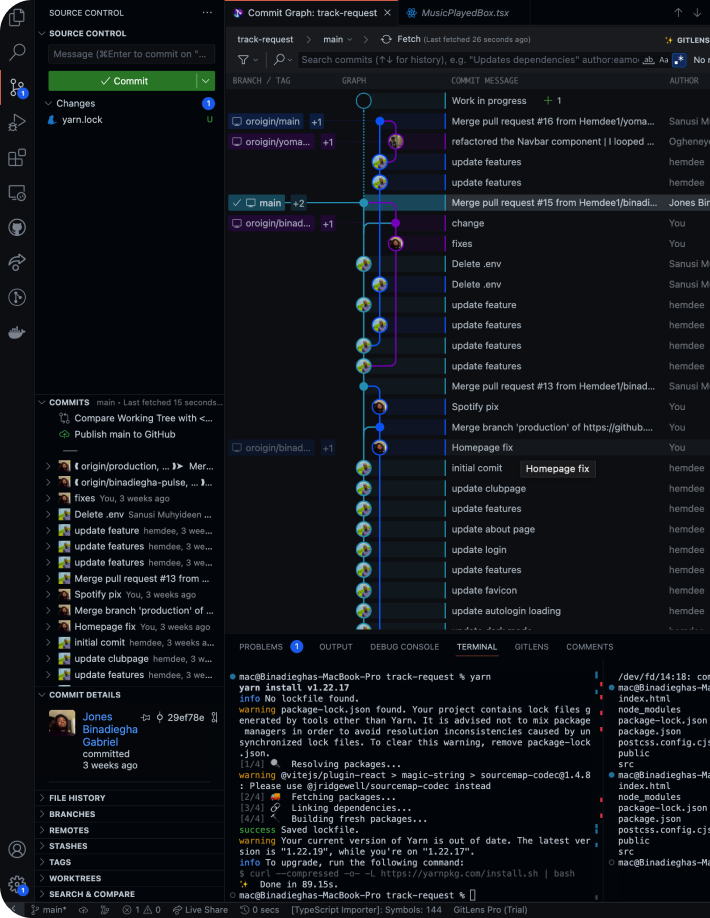 SOURCE CONTROL
SOURCE CONTROL
Message (⌘Enter to commit on "...
Commit
Changes 1
yarn.lock U
COMMITS main • Last fetched 15 seconds...
Compare Working Tree with <...
Publish main to GitHub
origin/production, ... Mer...
origin/binadiegha-pulse, ...
fixes You, 3 weeks ago
Delete .env Sanusi Muhyideen
update feature hemdee, 3 wee...
update features hemdee, 3 w...
update features hemdee, 3 w...
Merge pull request #13 from ...
Spotify pix You, 3 weeks ago
Merge branch 'production' of ...
Homepage fix You, 3 weeks ago
initial comit hemdee, 3 weeks a...
update clubpage hemdee, 3 w...
update features hemdee, 3 w...
COMMIT DETAILS
Jones Binadiegha Gabriel 29ef78e
committed
3 weeks ago
FILE HISTORY
BRANCHES
REMOTES
STASHES
TAGS
WORKTREES
SEARCH & COMPARE
Commit Graph: track-request MusicPlayedBox.tsx
track-request main Fetch (Last fetched 26 seconds ago) GITLENS
Search commits (↑↓ for history), e.g. "Updates dependencies" author:eamoc ab Aa .* No r
BRANCH / TAG GRAPH COMMIT MESSAGE AUTHOR
Work in progress + 1
oroigin/main +1 Merge pull request #16 from Hemdee1/yoma... Sanusi M
oroigin/yoma... +1 refactored the Navbar component | I looped ... Ogheney
update features hemdee
update features hemdee
main +2 Merge pull request #15 from Hemdee1/binadi... Jones Bin
oroigin/binad... +1 change You
fixes You
Delete .env Sanusi Mu
Delete .env Sanusi Mu
update feature hemdee
update features hemdee
update features hemdee
update features hemdee
Merge pull request #13 from Hemdee1/binad... Sanusi M
Spotify pix You
Merge branch 'production' of https://github.... You
oroigin/binad... +1 Homepage fix You
initial comit Homepage fix hemdee
update clubpage hemdee
update features hemdee
update about page hemdee
update login hemdee
update features hemdee
update favicon hemdee
update autologin loading hemdee
update dark mode hemdee
PROBLEMS 1 OUTPUT DEBUG CONSOLE TERMINAL GITLENS COMMENTS
mac@Binadieghas-MacBook-Pro track-request % yarn
yarn install v1.22.17
info No lockfile found.
warning package-lock.json found. Your project contains lock files g
enerated by tools other than Yarn. It is advised not to mix package
managers in order to avoid resolution inconsistencies caused by un
synchronized lock files. To clear this warning, remove package-lock
.json.
[1/4] Resolving packages...
warning @vitejs/plugin-react > magic-string > sourcemap-codec@1.4.8
: Please use @jridgewell/sourcemap-codec instead
[2/4] Fetching packages...
[3/4] Linking dependencies...
[4/4] Building fresh packages...
success Saved lockfile.
warning Your current version of Yarn is out of date. The latest ver
sion is "1.22.19", while you're on "1.22.17".
info To upgrade, run the following command:
$ curl --compressed -o- -L https://yarnpkg.com/install.sh | bash
Done in 89.15s.
mac@Binadieghas-MacBook-Pro track-request %
/dev/fd/14:18: com
mac@Binadieghas-Ma
index.html
node_modules
package-lock.json
package.json
postcss.config.cjs
public
src
mac@Binadieghas-Ma
index.html
node_modules
package-lock.json
package.json
postcss.config.cjs
public
src
mac@Binadieghas-Ma
main* 1 0 Live Share 0 secs [TypeScript Importer]: Symbols: 144 GitLens Pro (Trial)